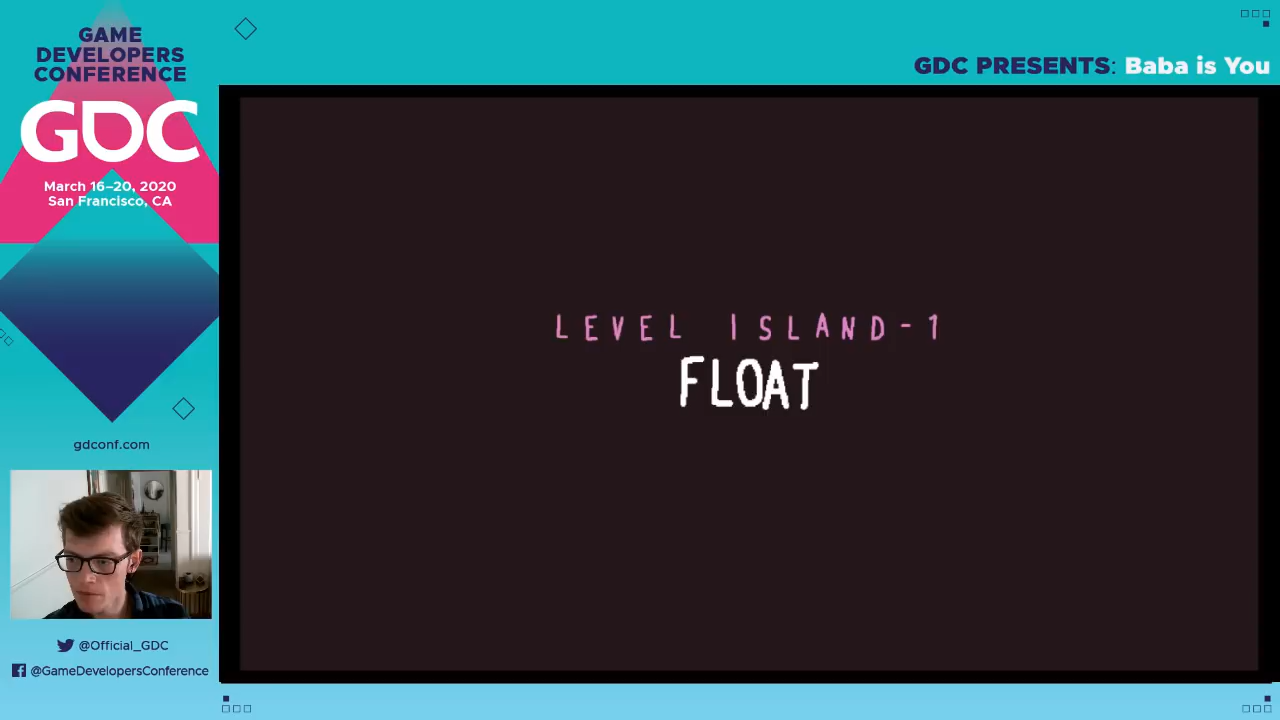 GAME
DEVELOPERS
CONFERENCE
GDC
March 16–20, 2020
San Francisco, CA
gdconf.com
@Official_GDC
@GameDevelopersConference
GDC PRESENTS: Baba is You
LEVEL ISLAND-1
FLOAT